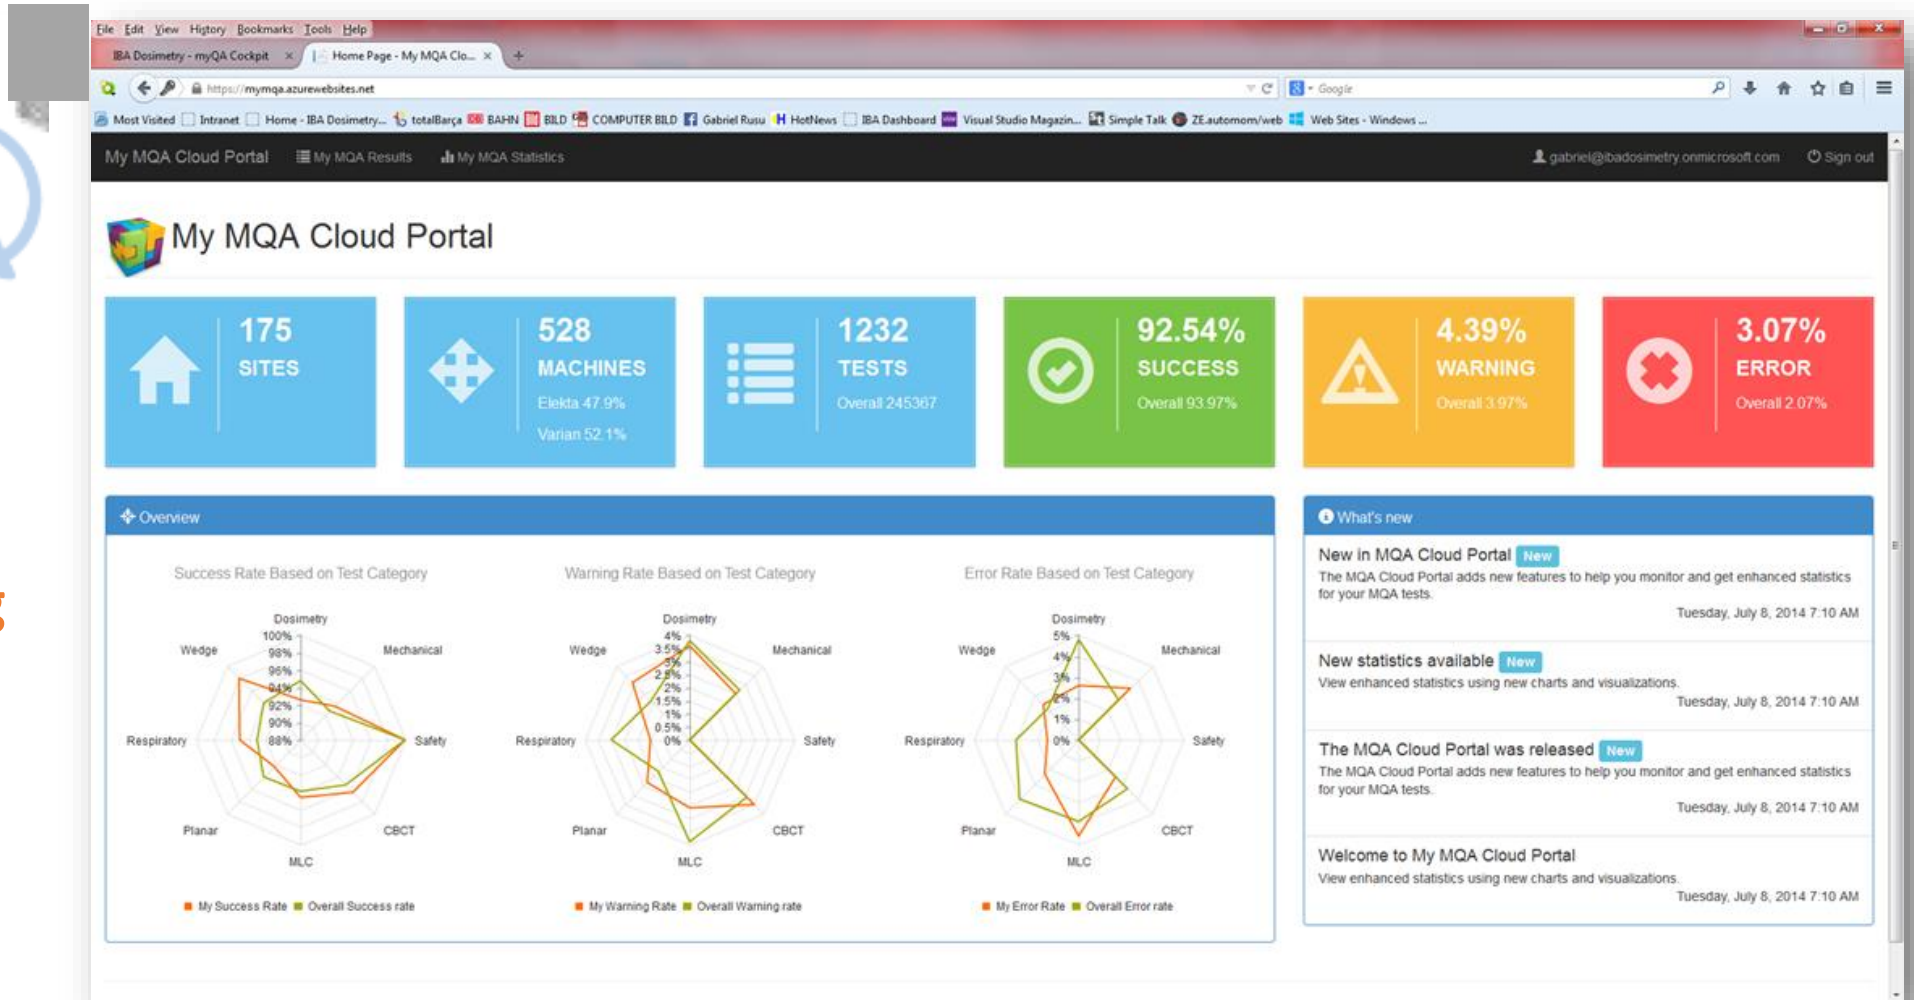 File Edit View History Bookmarks Tools Help
IBA Dosimetry - myQA Cockpit × Home Page - My MQA Clo... × +
https://mymqa.azurewebsites.net Google
Most Visited Intranet Home - IBA Dosimetry... totalBarça BAHN BILD COMPUTER BILD Gabriel Rusu HotNews IBA Dashboard Visual Studio Magazin... Simple Talk ZE.automom/web Web Sites - Windows ...
My MQA Cloud Portal My MQA Results My MQA Statistics gabriel@ibadosimetry.onmicrosoft.com Sign out
My MQA Cloud Portal
175
SITES
528
MACHINES
Elekta 47.9%
Varian 52.1%
1232
TESTS
Overall 245367
92.54%
SUCCESS
Overall 93.97%
4.39%
WARNING
Overall 3.97%
3.07%
ERROR
Overall 2.07%
Overview
Success Rate Based on Test Category
Dosimetry
Mechanical
Safety
CBCT
MLC
Planar
Respiratory
Wedge
100%
98%
96%
94%
92%
90%
88%
My Success Rate Overall Success rate
Warning Rate Based on Test Category
Dosimetry
Mechanical
Safety
CBCT
MLC
Planar
Respiratory
Wedge
4%
3.5%
3%
2.5%
2%
1.5%
1%
0.5%
0%
My Warning Rate Overall Warning rate
Error Rate Based on Test Category
Dosimetry
Mechanical
Safety
CBCT
MLC
Planar
Respiratory
Wedge
5%
4%
3%
2%
1%
0%
My Error Rate Overall Error rate
What's new
New in MQA Cloud Portal New
The MQA Cloud Portal adds new features to help you monitor and get enhanced statistics
for your MQA tests.
Tuesday, July 8, 2014 7:10 AM
New statistics available New
View enhanced statistics using new charts and visualizations.
Tuesday, July 8, 2014 7:10 AM
The MQA Cloud Portal was released New
The MQA Cloud Portal adds new features to help you monitor and get enhanced statistics
for your MQA tests.
Tuesday, July 8, 2014 7:10 AM
Welcome to My MQA Cloud Portal
View enhanced statistics using new charts and visualizations.
Tuesday, July 8, 2014 7:10 AM